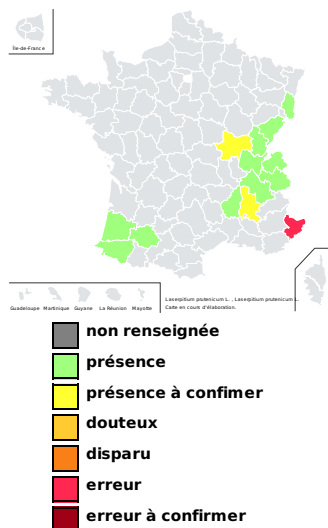 Île-de-France
Guadeloupe Martinique Guyane La Réunion Mayotte
Laserpitium prutenicum L. , Laserpitium prutenicum L.
Carte en cours d'élaboration.
non renseignée
présence
présence à confimer
douteux
disparu
erreur
erreur à confirmer